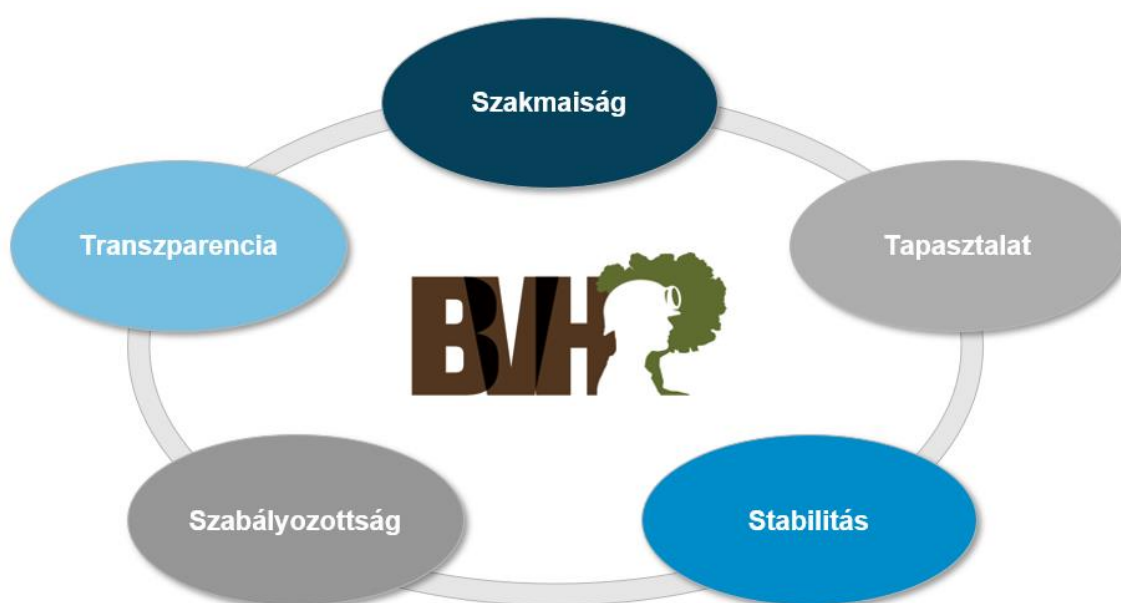 Szakmaiság
Transzparencia
Tapasztalat
BVH
Szabályozottság
Stabilitás